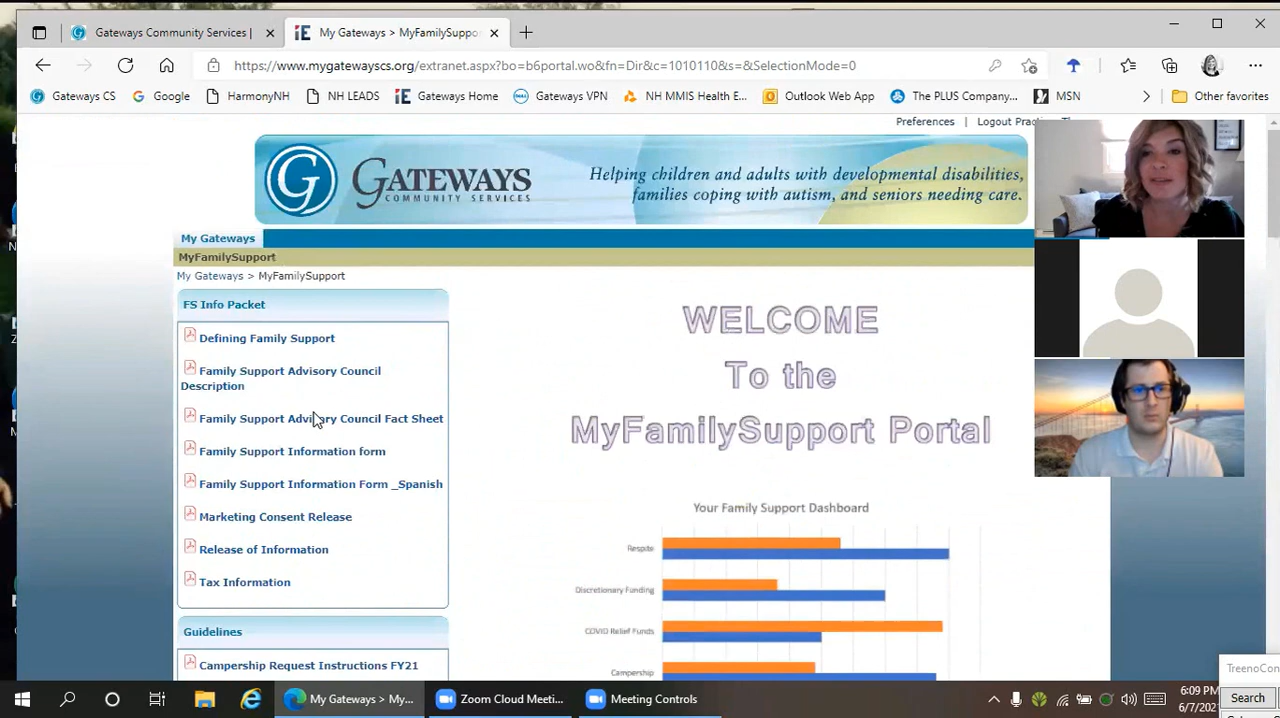 Gateways Community Services |
My Gateways > MyFamilySuppo
https://www.mygatewayscs.org/extranet.aspx?bo=b6portal.wo&fn=Dir&c=1010110&s=&SelectionMode=0
Gateways CS
Google
HarmonyNH
NH LEADS
Gateways Home
Gateways VPN
NH MMIS Health E...
Outlook Web App
The PLUS Company...
MSN
Other favorites
Preferences | Logout
GATEWAYS
COMMUNITY SERVICES
Helping children and adults with developmental disabilities,
families coping with autism, and seniors needing care.
My Gateways
MyFamilySupport
My Gateways > MyFamilySupport
FS Info Packet
Defining Family Support
Family Support Advisory Council
Description
Family Support Advisory Council Fact Sheet
Family Support Information form
Family Support Information Form _Spanish
Marketing Consent Release
Release of Information
Tax Information
Guidelines
Campership Request Instructions FY21
WELCOME
To the
MyFamilySupport Portal
Your Family Support Dashboard
Respite
Discretionary Funding
COVID Relief Funds
Campership
TreenoCon
Search
My Gateways > My...
Zoom Cloud Meeti...
Meeting Controls
6:09 PM
6/7/202